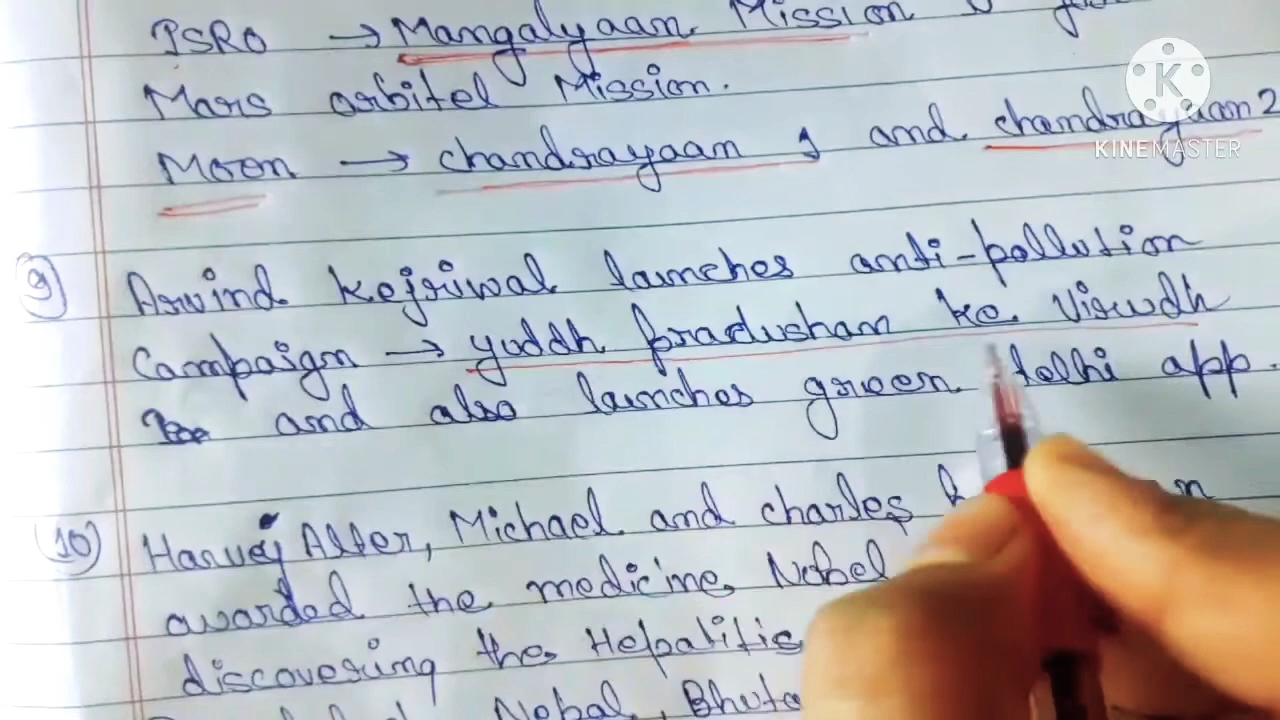 ISRO → Mangalyaan Mission
Mars orbitel Mission.
Moon → chandrayaan 1 and chandrayaan 2
9 Arvind kejriwal launches anti-pollution
Campaign → yuddh pradusham ke virudh
and also launches green delhi app.
10 Harvey Alter, Michael and charles
awarded the medicine Nobel
discovering the Hepatitis
Nepal, Bhuta
K
KINEMASTER